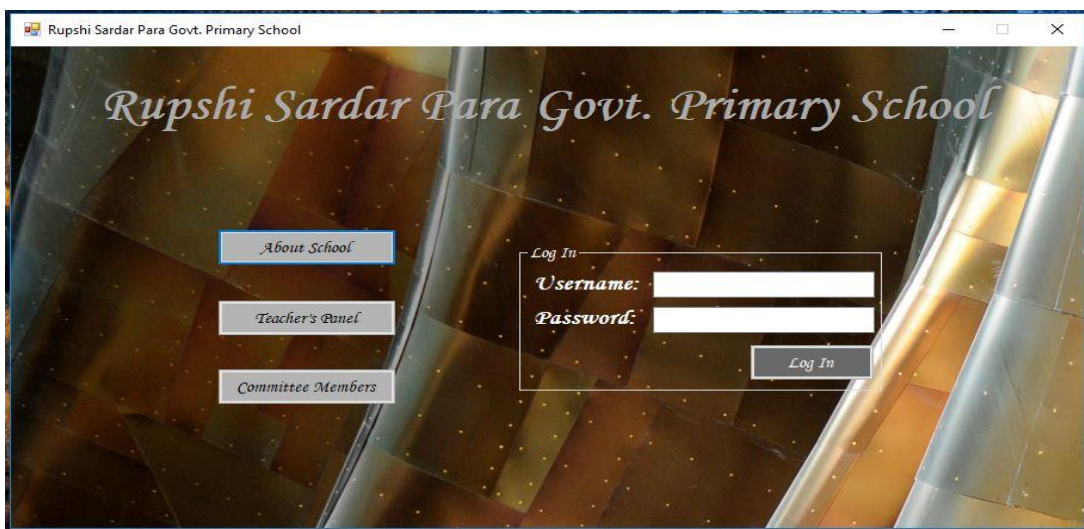 Rupshi Sardar Para Govt. Primary School
Rupshi Sardar Para Govt. Primary School
About School
Teacher's Panel
Committee Members
Log In
Username:
Password:
Log In